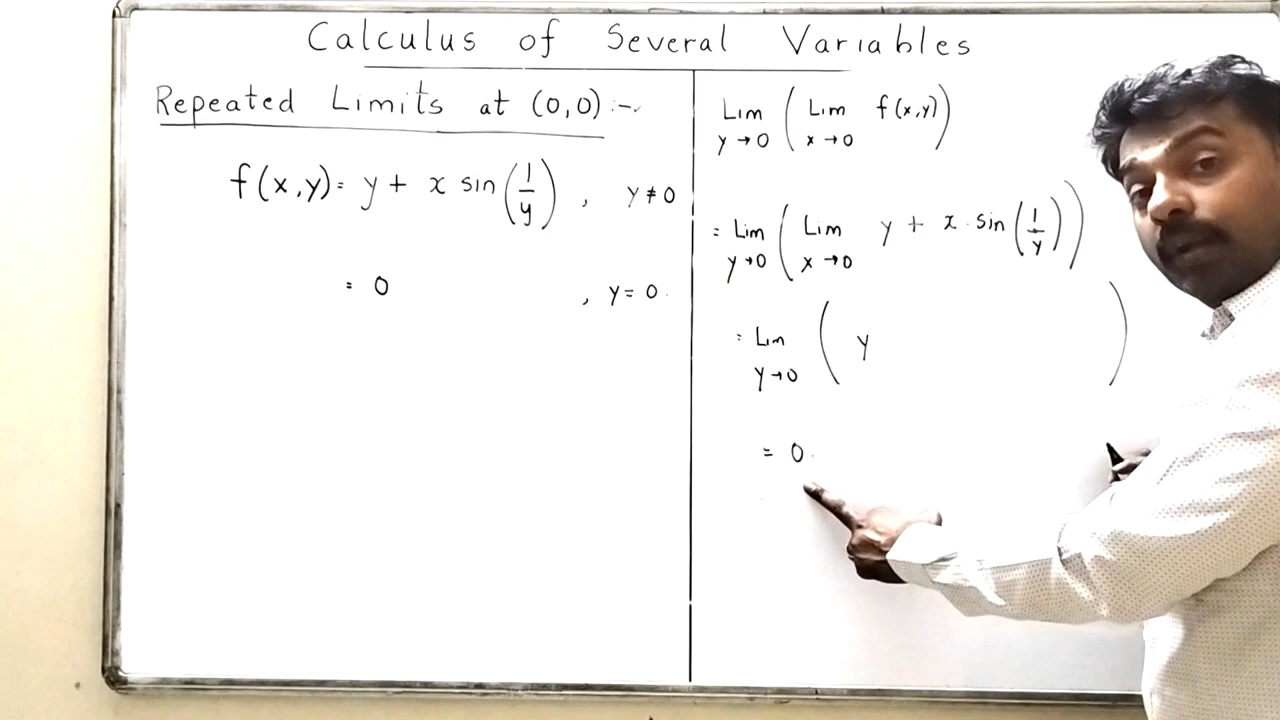 Calculus of Several Variables
Repeated Limits at (0,0) :-
f(x,y) = y + x sin(1/y) , y ≠ 0
= 0 , y = 0.
Lim y→0 ( Lim x→0 f(x,y) )
= Lim y→0 ( Lim x→0 y + x. sin(1/y) )
= Lim y→0 ( y )
= 0.